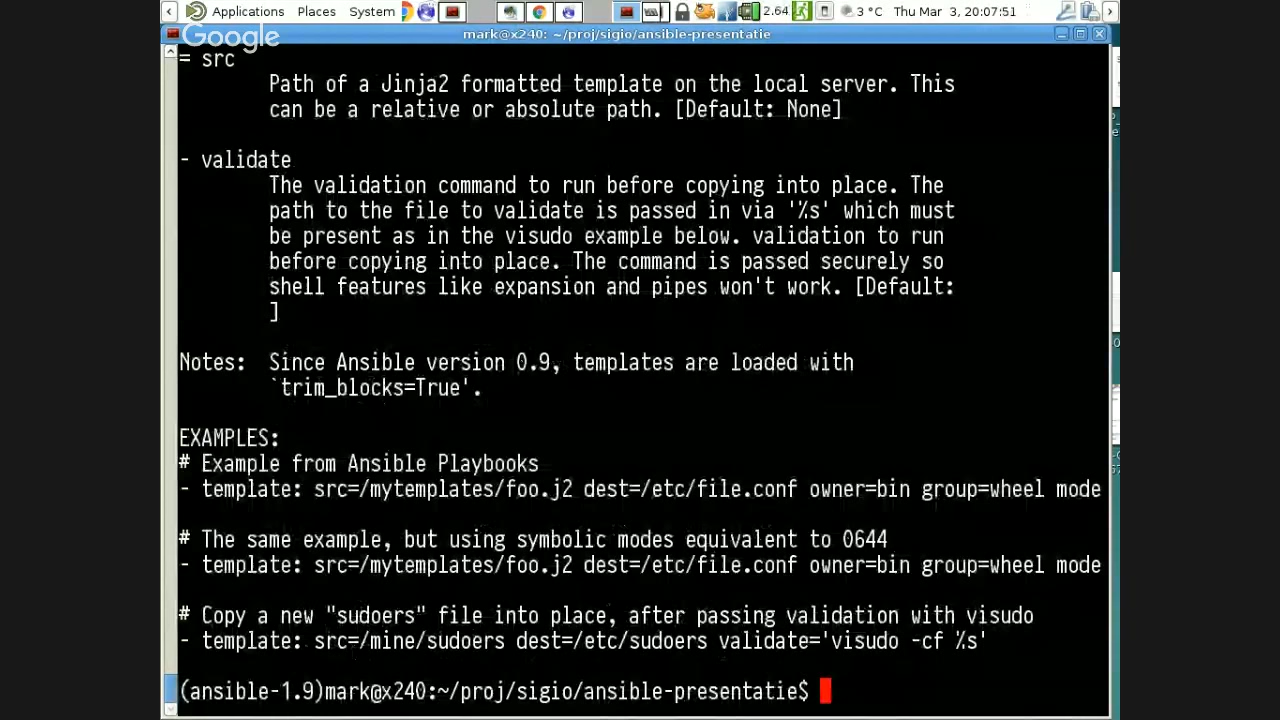 Applications Places System 2.64 3 °C Thu Mar 3, 20:07:51
Google
mark@x240: ~/proj/sigio/ansible-presentatie
= src
Path of a Jinja2 formatted template on the local server. This
can be a relative or absolute path. [Default: None]
- validate
The validation command to run before copying into place. The
path to the file to validate is passed in via '%s' which must
be present as in the visudo example below. validation to run
before copying into place. The command is passed securely so
shell features like expansion and pipes won't work. [Default:
]
Notes: Since Ansible version 0.9, templates are loaded with
`trim_blocks=True'.
EXAMPLES:
# Example from Ansible Playbooks
- template: src=/mytemplates/foo.j2 dest=/etc/file.conf owner=bin group=wheel mode
# The same example, but using symbolic modes equivalent to 0644
- template: src=/mytemplates/foo.j2 dest=/etc/file.conf owner=bin group=wheel mode
# Copy a new "sudoers" file into place, after passing validation with visudo
- template: src=/mine/sudoers dest=/etc/sudoers validate='visudo -cf %s'
(ansible-1.9)mark@x240:~/proj/sigio/ansible-presentatie$